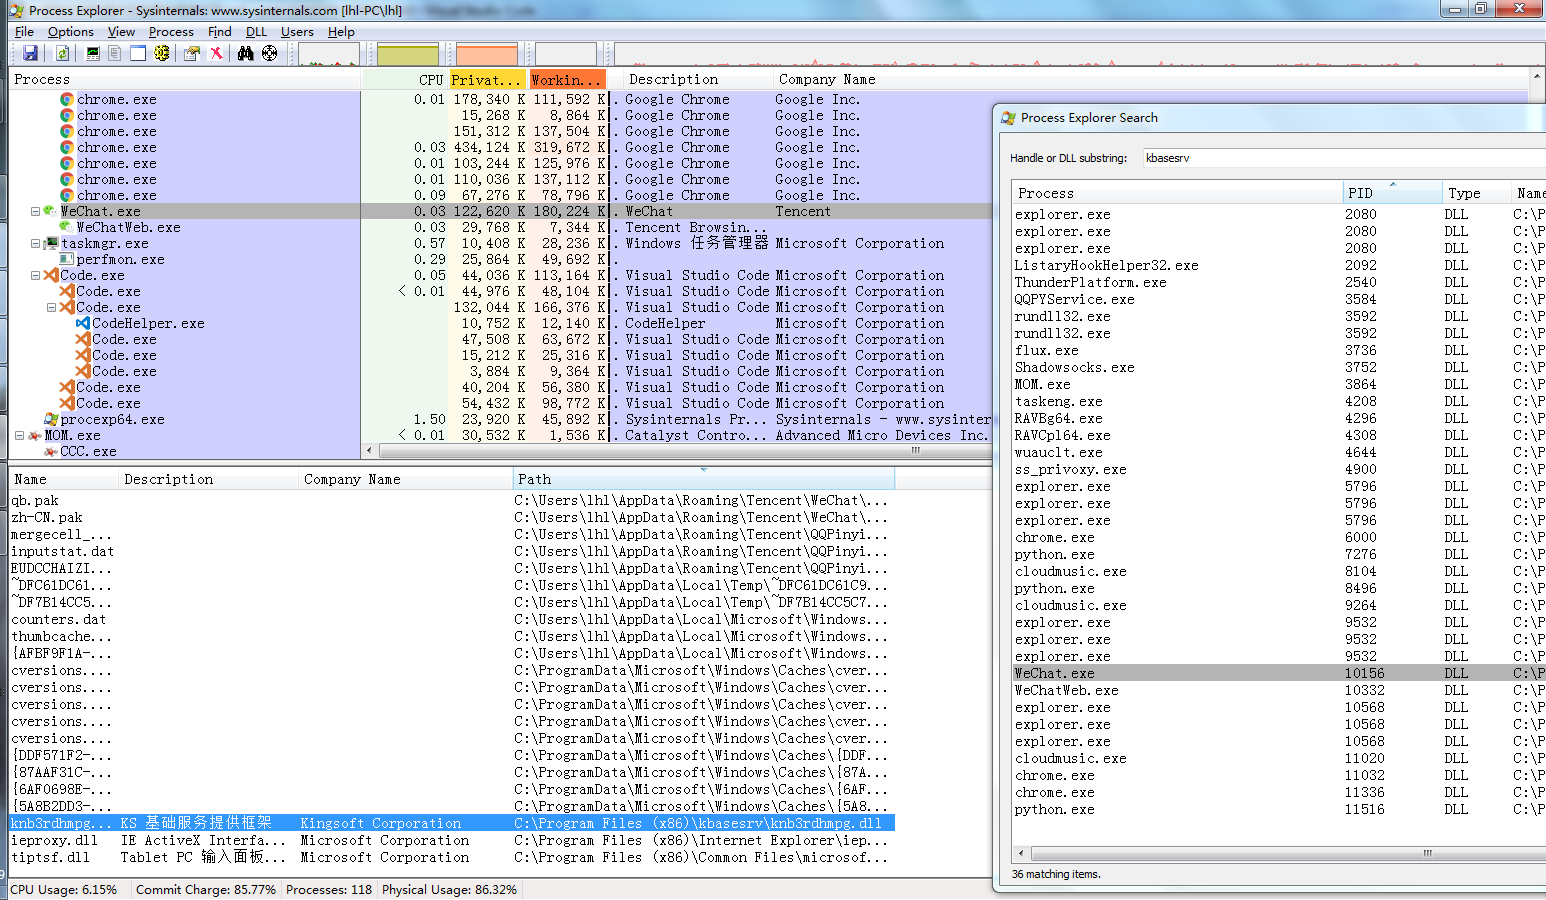 Process Explorer - Sysinternals: www.sysinternals.com [lhl-PC\lhl]
File Options View Process Find DLL Users Help
Process CPU Privat... Workin... Description Company Name
chrome.exe 0.01 178,340 K 111,592 K . Google Chrome Google Inc.
chrome.exe 15,268 K 8,864 K . Google Chrome Google Inc.
chrome.exe 151,312 K 137,504 K . Google Chrome Google Inc.
chrome.exe 0.03 434,124 K 319,672 K . Google Chrome Google Inc.
chrome.exe 0.01 103,244 K 125,976 K . Google Chrome Google Inc.
chrome.exe 0.01 110,036 K 137,112 K . Google Chrome Google Inc.
chrome.exe 0.09 67,276 K 78,796 K . Google Chrome Google Inc.
WeChat.exe 0.03 122,620 K 180,224 K . WeChat Tencent
WeChatWeb.exe 0.03 29,768 K 7,344 K . Tencent Browsin...
taskmgr.exe 0.57 10,408 K 28,236 K . Windows 任务管理器 Microsoft Corporation
perfmon.exe 0.29 25,864 K 49,692 K .
Code.exe 0.05 44,036 K 113,164 K . Visual Studio Code Microsoft Corporation
Code.exe < 0.01 44,976 K 48,104 K . Visual Studio Code Microsoft Corporation
Code.exe 132,044 K 166,376 K . Visual Studio Code Microsoft Corporation
CodeHelper.exe 10,752 K 12,140 K . CodeHelper Microsoft Corporation
Code.exe 47,508 K 63,672 K . Visual Studio Code Microsoft Corporation
Code.exe 15,212 K 25,316 K . Visual Studio Code Microsoft Corporation
Code.exe 3,884 K 9,364 K . Visual Studio Code Microsoft Corporation
Code.exe 40,204 K 56,380 K . Visual Studio Code Microsoft Corporation
Code.exe 54,432 K 98,772 K . Visual Studio Code Microsoft Corporation
procexp64.exe 1.50 23,920 K 45,892 K . Sysinternals Pr... Sysinternals - www.sysinter
MOM.exe < 0.01 30,532 K 1,536 K . Catalyst Contro... Advanced Micro Devices Inc.
CCC.exe
Name Description Company Name Path
qb.pak C:\Users\lhl\AppData\Roaming\Tencent\WeChat\...
zh-CN.pak C:\Users\lhl\AppData\Roaming\Tencent\WeChat\...
mergecell_... C:\Users\lhl\AppData\Roaming\Tencent\QQPinyi...
inputstat.dat C:\Users\lhl\AppData\Roaming\Tencent\QQPinyi...
EUDCCHAIZI... C:\Users\lhl\AppData\Roaming\Tencent\QQPinyi...
~DFC61DC61... C:\Users\lhl\AppData\Local\Temp\~DFC61DC61C9...
~DF7B14CC5... C:\Users\lhl\AppData\Local\Temp\~DF7B14CC5C7...
counters.dat C:\Users\lhl\AppData\Local\Microsoft\Windows...
thumbcache... C:\Users\lhl\AppData\Local\Microsoft\Windows...
{AFBF9F1A-... C:\Users\lhl\AppData\Local\Microsoft\Windows...
cversions.... C:\ProgramData\Microsoft\Windows\Caches\cver...
cversions.... C:\ProgramData\Microsoft\Windows\Caches\cver...
cversions.... C:\ProgramData\Microsoft\Windows\Caches\cver...
cversions.... C:\ProgramData\Microsoft\Windows\Caches\cver...
cversions.... C:\ProgramData\Microsoft\Windows\Caches\cver...
{DDF571F2-... C:\ProgramData\Microsoft\Windows\Caches\{DDF...
{87AAF31C-... C:\ProgramData\Microsoft\Windows\Caches\{87A...
{6AF0698E-... C:\ProgramData\Microsoft\Windows\Caches\{6AF...
{5A8B2DD3-... C:\ProgramData\Microsoft\Windows\Caches\{5A8...
knb3rdhmpg... KS 基础服务提供框架 Kingsoft Corporation C:\Program Files (x86)\kbasesrv\knb3rdhmpg.dll
ieproxy.dll IE ActiveX Interfa... Microsoft Corporation C:\Program Files (x86)\Internet Explorer\iep...
tiptsf.dll Tablet PC 输入面板... Microsoft Corporation C:\Program Files (x86)\Common Files\microsof...
CPU Usage: 6.15% Commit Charge: 85.77% Processes: 118 Physical Usage: 86.32%
Process Explorer Search
Handle or DLL substring: kbasesrv
Process PID Type Name
explorer.exe 2080 DLL C:\P
explorer.exe 2080 DLL C:\P
explorer.exe 2080 DLL C:\P
ListaryHookHelper32.exe 2092 DLL C:\P
ThunderPlatform.exe 2540 DLL C:\P
QQPYService.exe 3584 DLL C:\P
rundll32.exe 3592 DLL C:\P
rundll32.exe 3592 DLL C:\P
flux.exe 3736 DLL C:\P
Shadowsocks.exe 3752 DLL C:\P
MOM.exe 3864 DLL C:\P
taskeng.exe 4208 DLL C:\P
RAVBg64.exe 4296 DLL C:\P
RAVCpl64.exe 4308 DLL C:\P
wuauclt.exe 4644 DLL C:\P
ss_privoxy.exe 4900 DLL C:\P
explorer.exe 5796 DLL C:\P
explorer.exe 5796 DLL C:\P
explorer.exe 5796 DLL C:\P
chrome.exe 6000 DLL C:\P
python.exe 7276 DLL C:\P
cloudmusic.exe 8104 DLL C:\P
python.exe 8496 DLL C:\P
cloudmusic.exe 9264 DLL C:\P
explorer.exe 9532 DLL C:\P
explorer.exe 9532 DLL C:\P
explorer.exe 9532 DLL C:\P
WeChat.exe 10156 DLL C:\P
WeChatWeb.exe 10332 DLL C:\P
explorer.exe 10568 DLL C:\P
explorer.exe 10568 DLL C:\P
explorer.exe 10568 DLL C:\P
cloudmusic.exe 11020 DLL C:\P
chrome.exe 11032 DLL C:\P
chrome.exe 11336 DLL C:\P
python.exe 11516 DLL C:\P
36 matching items.